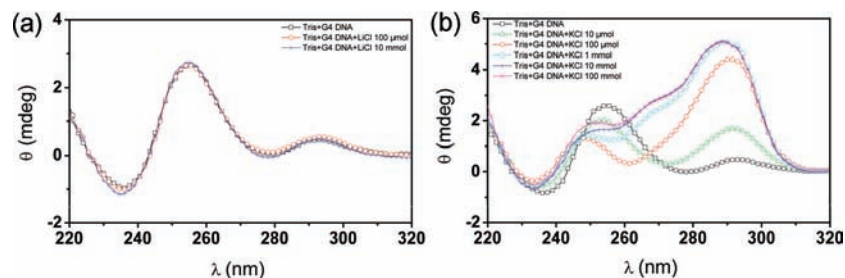 (a)
Tris+G4 DNA
Tris+G4 DNA+LiCl 100 μmol
Tris+G4 DNA+LiCl 10 mmol
4
2
0
-2
θ (mdeg)
220 240 260 280 300 320
λ (nm)
(b)
Tris+G4 DNA
Tris+G4 DNA+KCl 10 μmol
Tris+G4 DNA+KCl 100 μmol
Tris+G4 DNA+KCl 1 mmol
Tris+G4 DNA+KCl 10 mmol
Tris+G4 DNA+KCl 100 mmol
6
4
2
0
-2
θ (mdeg)
220 240 260 280 300 320
λ (nm)